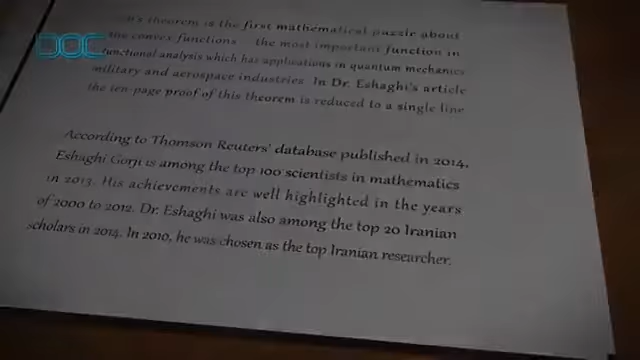 theorem is the first mathematical puzzle about
the convex functions the most important function in
functional analysis which has applications in quantum mechanics
military and aerospace industries. In Dr. Eshaghi's article
the ten-page proof of this theorem is reduced to a single line
DOC
According to Thomson Reuters' database published in 2014,
Eshaghi Gorji is among the top 100 scientists in mathematics
in 2013. His achievements are well highlighted in the years
of 2000 to 2012. Dr. Eshaghi was also among the top 20 Iranian
scholars in 2014. In 2010, he was chosen as the top Iranian researcher.